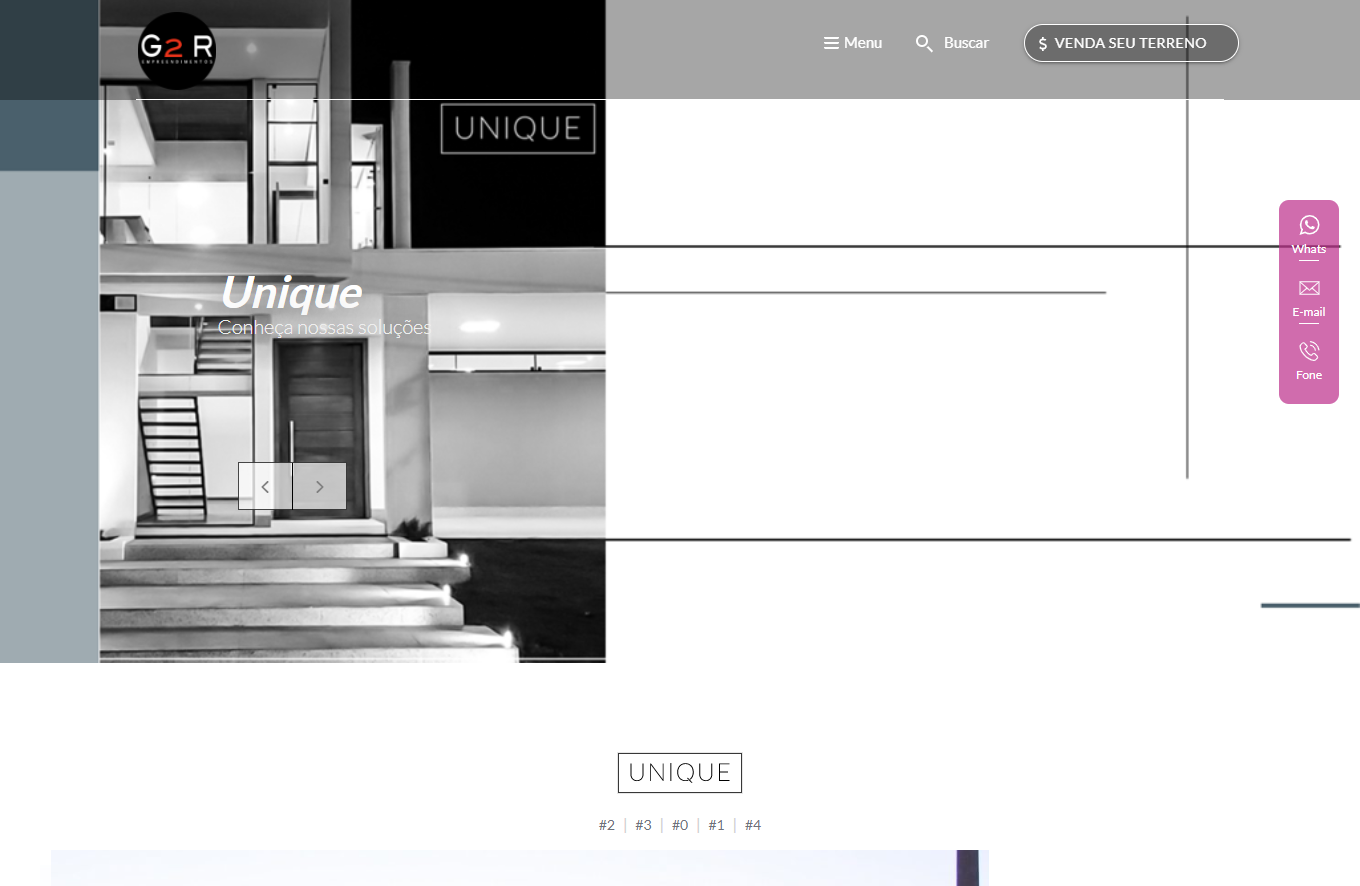 G2R
EMPREENDIMENTOS
Menu
Buscar
$ VENDA SEU TERRENO
UNIQUE
Whats
E-mail
Fone
Unique
Conheça nossas soluções
UNIQUE
#2 | #3 | #0 | #1 | #4